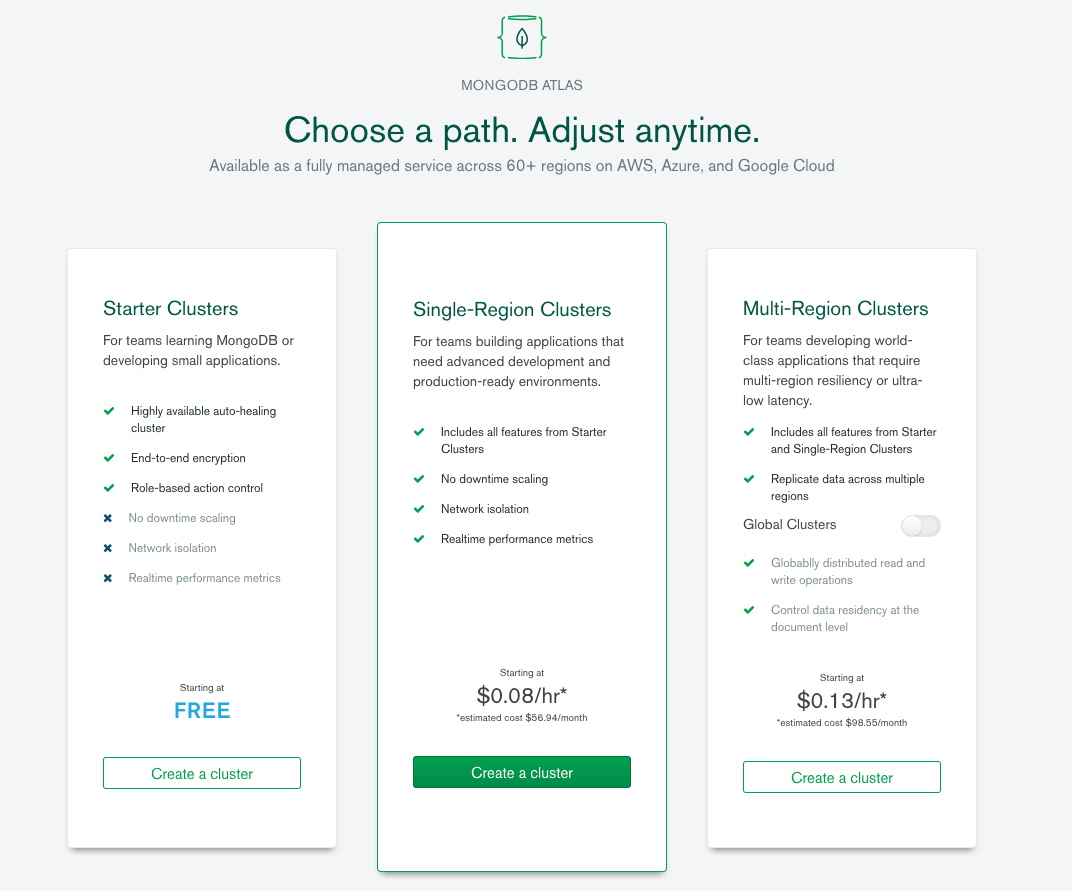 MONGODB ATLAS
Choose a path. Adjust anytime.
Available as a fully managed service across 60+ regions on AWS, Azure, and Google Cloud
Starter Clusters
For teams learning MongoDB or
developing small applications.
Highly available auto-healing
cluster
End-to-end encryption
Role-based action control
No downtime scaling
Network isolation
Realtime performance metrics
Starting at
FREE
Create a cluster
Single-Region Clusters
For teams building applications that
need advanced development and
production-ready environments.
Includes all features from Starter
Clusters
No downtime scaling
Network isolation
Realtime performance metrics
Starting at
$0.08/hr*
*estimated cost $56.94/month
Create a cluster
Multi-Region Clusters
For teams developing world-
class applications that require
multi-region resiliency or ultra-
low latency.
Includes all features from Starter
and Single-Region Clusters
Replicate data across multiple
regions
Global Clusters
Globablly distributed read and
write operations
Control data residency at the
document level
Starting at
$0.13/hr*
*estimated cost $98.55/month
Create a cluster